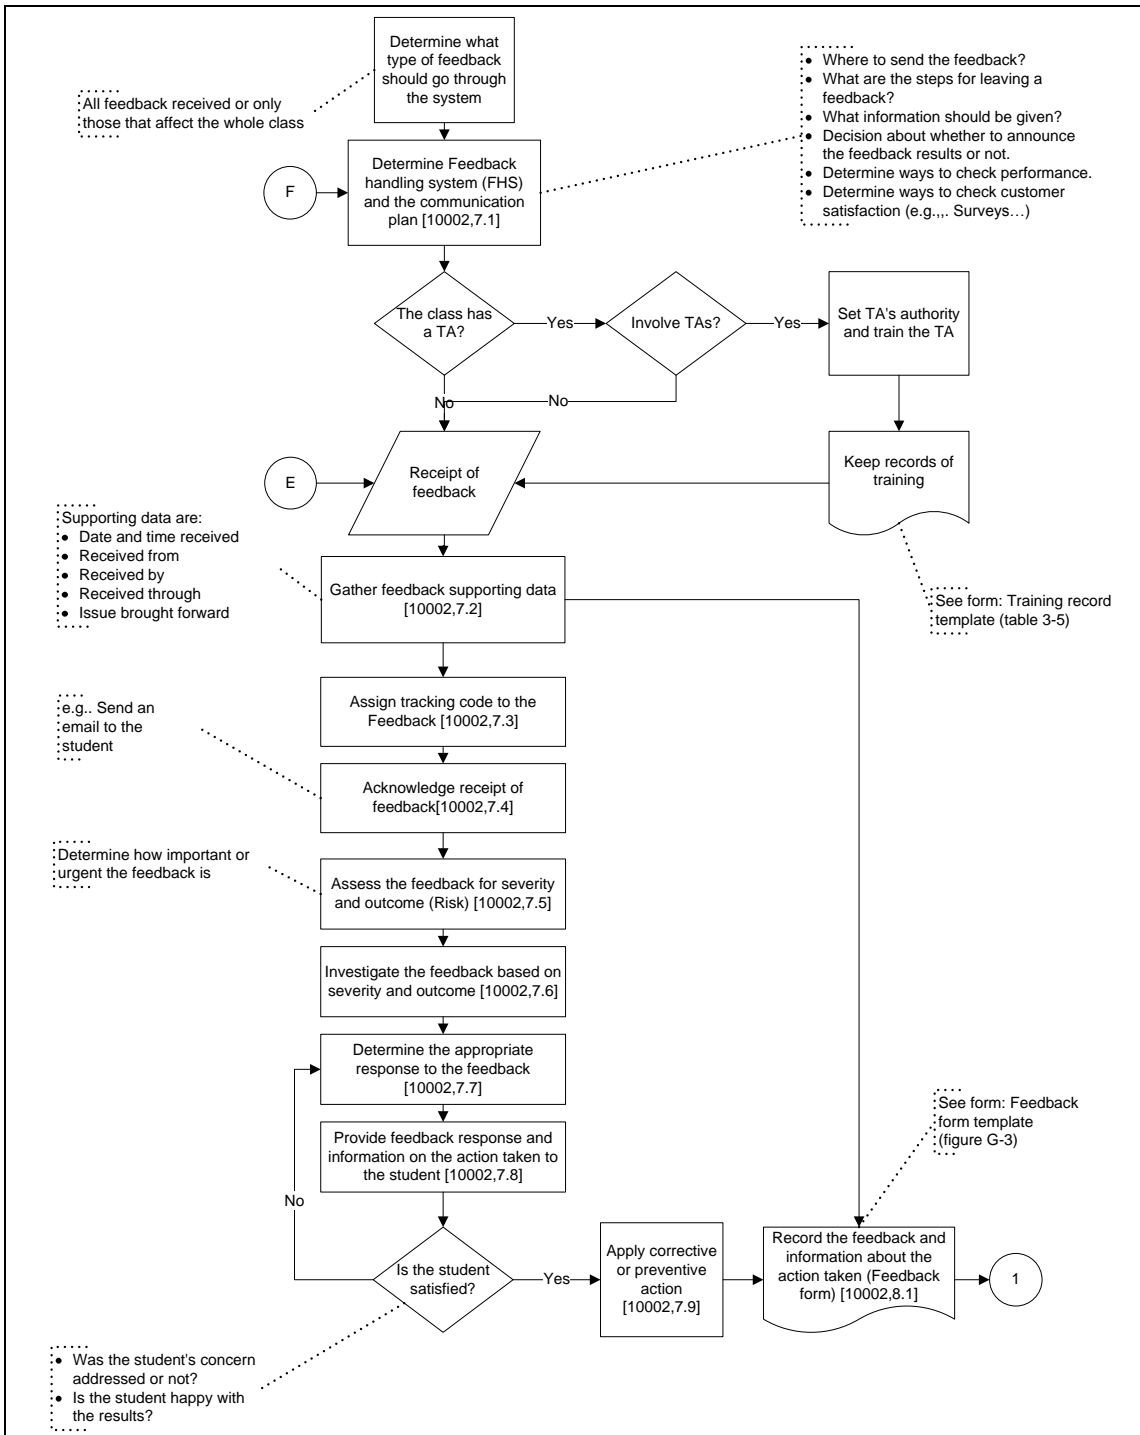 Determine what
type of feedback
should go through
the system
All feedback received or only
those that affect the whole class
• Where to send the feedback?
• What are the steps for leaving a
feedback?
• What information should be given?
• Decision about whether to announce
the feedback results or not.
• Determine ways to check performance.
• Determine ways to check customer
satisfaction (e.g.,,. Surveys…)
F
Determine Feedback
handling system (FHS)
and the communication
plan [10002,7.1]
The class has
a TA?
Yes
Involve TAs?
Yes
Set TA's authority
and train the TA
No
No
E
Receipt of
feedback
Keep records of
training
Supporting data are:
• Date and time received
• Received from
• Received by
• Received through
• Issue brought forward
Gather feedback supporting data
[10002,7.2]
See form: Training record
template (table 3-5)
Assign tracking code to the
Feedback [10002,7.3]
e.g.. Send an
email to the
student
Acknowledge receipt of
feedback[10002,7.4]
Determine how important or
urgent the feedback is
Assess the feedback for severity
and outcome (Risk) [10002,7.5]
Investigate the feedback based on
severity and outcome [10002,7.6]
Determine the appropriate
response to the feedback
[10002,7.7]
See form: Feedback
form template
(figure G-3)
Provide feedback response and
information on the action taken to
the student [10002,7.8]
No
Is the student
satisfied?
Yes
Apply corrective
or preventive
action
[10002,7.9]
Record the feedback and
information about the
action taken (Feedback
form) [10002,8.1]
1
• Was the student's concern
addressed or not?
• Is the student happy with
the results?